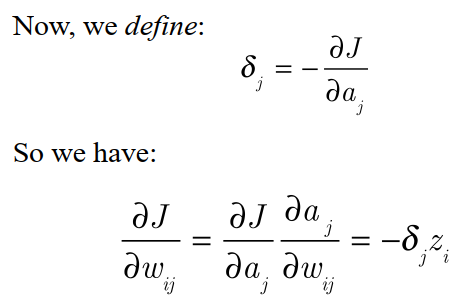 Now, we define:
δ_j = −∂J/∂a_j
So we have:
∂J/∂w_ij = ∂J/∂a_j ∂a_j/∂w_ij = −δ_j z_i